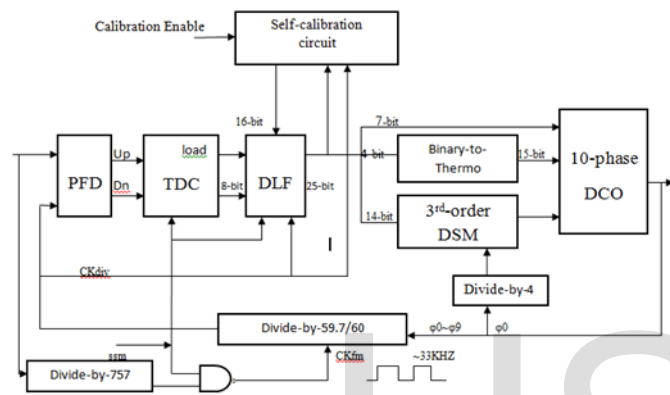 Calibration Enable
Self-calibration
circuit
16-bit
7-bit
Up
load
4-bit
Binary-to-
Thermo
15-bit
10-phase
DCO
PFD
TDC
DLF
Dn
8-bit
25-bit
14-bit
3rd-order
DSM
CKdiv
Divide-by-4
Divide-by-59.7/60
φ0~φ9
φ0
ssm
CKfm
~33KHZ
Divide-by-757